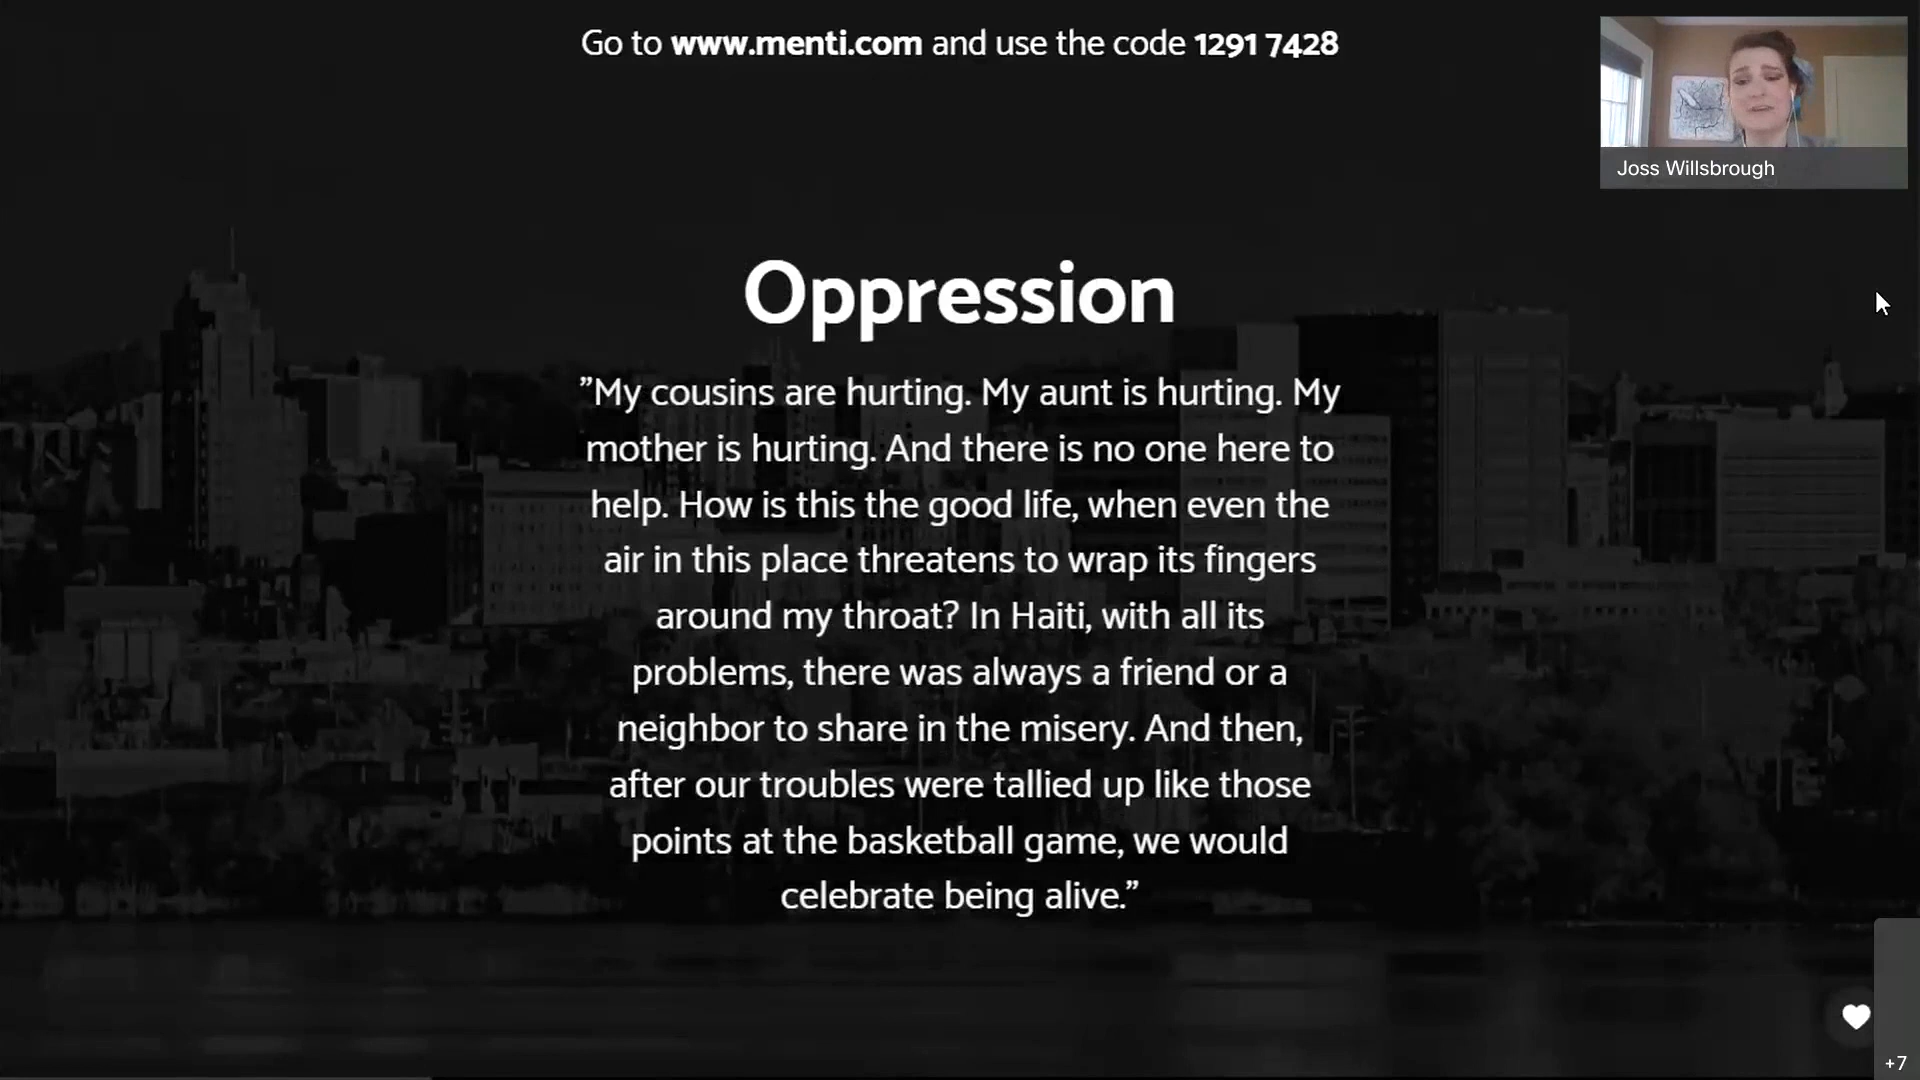 Go to www.menti.com and use the code 1291 7428
Joss Willsbrough
Oppression
”My cousins are hurting. My aunt is hurting. My
mother is hurting. And there is no one here to
help. How is this the good life, when even the
air in this place threatens to wrap its fingers
around my throat? In Haiti, with all its
problems, there was always a friend or a
neighbor to share in the misery. And then,
after our troubles were tallied up like those
points at the basketball game, we would
celebrate being alive.”
+7